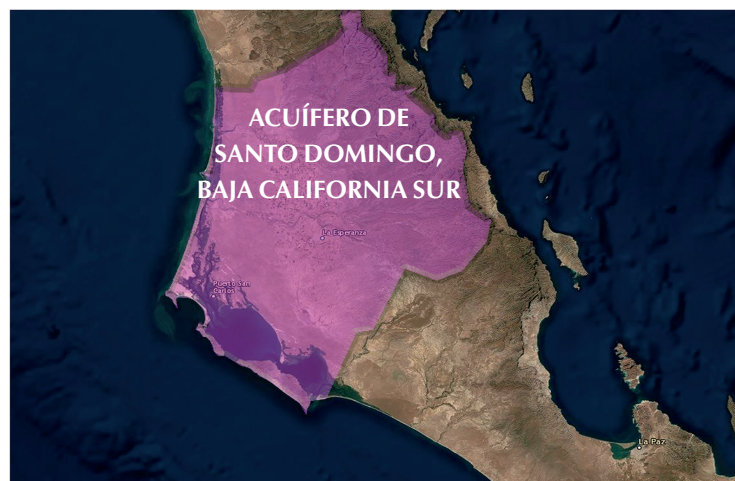 ACUÍFERO DE
SANTO DOMINGO,
BAJA CALIFORNIA SUR
La Esperanza
Puerto San
Carlos
La Paz